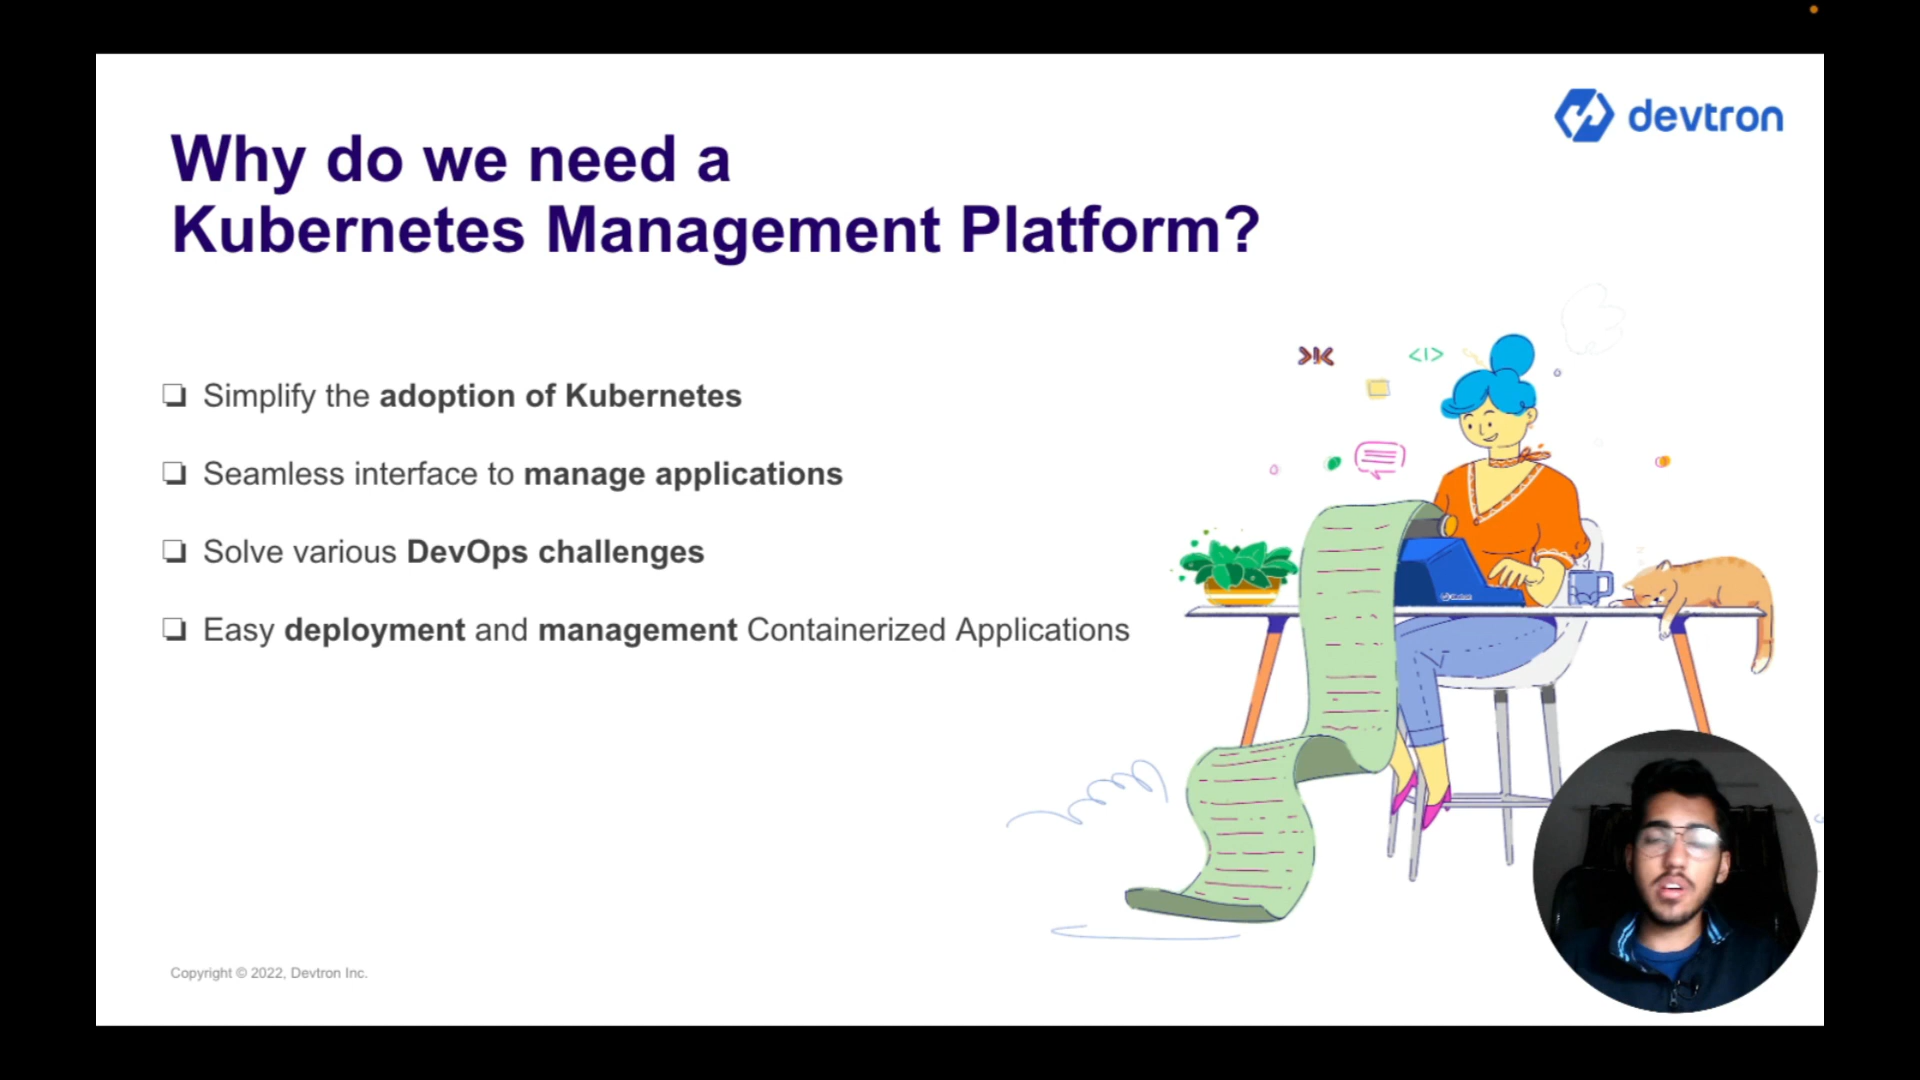 devtron
Why do we need a
Kubernetes Management Platform?
Simplify the adoption of Kubernetes
Seamless interface to manage applications
Solve various DevOps challenges
Easy deployment and management Containerized Applications
Copyright © 2022, Devtron Inc.